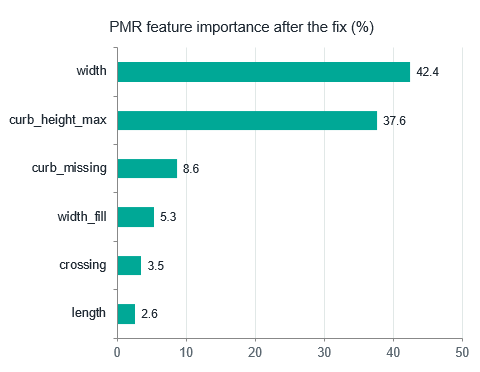 PMR feature importance after the fix (%)
width
42.4
curb_height_max
37.6
curb_missing
8.6
width_fill
5.3
crossing
3.5
length
2.6
0 10 20 30 40 50